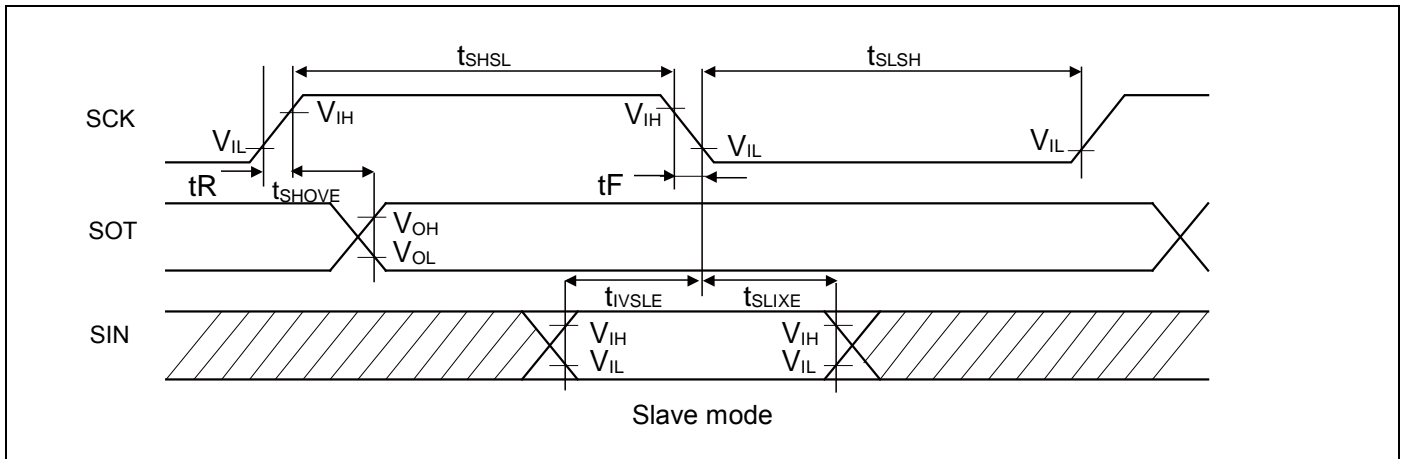 tSHSL
tSLSH
SCK
VIH
VIH
VIL
VIL
VIL
tR
tSHOVE
tF
SOT
VOH
VOL
tIVSLE
tSLIXE
SIN
VIH
VIH
VIL
VIL
Slave mode